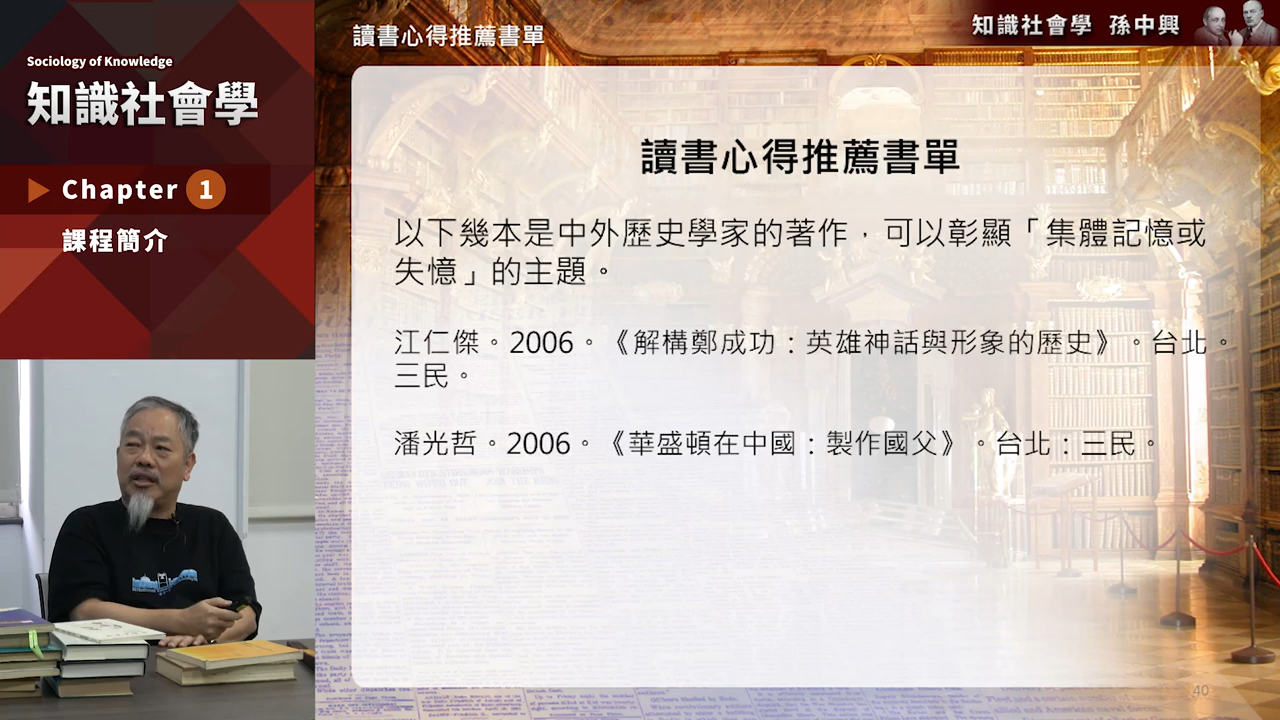 Sociology of Knowledge
知識社會學
Chapter 1
課程簡介
讀書心得推薦書單
知識社會學 孫中興
讀書心得推薦書單
以下幾本是中外歷史學家的著作，可以彰顯「集體記憶或
失憶」的主題。
江仁傑。2006。《解構鄭成功：英雄神話與形象的歷史》。台北。
三民。
潘光哲。2006。《華盛頓在中國：製作國父》。台北：三民。
40